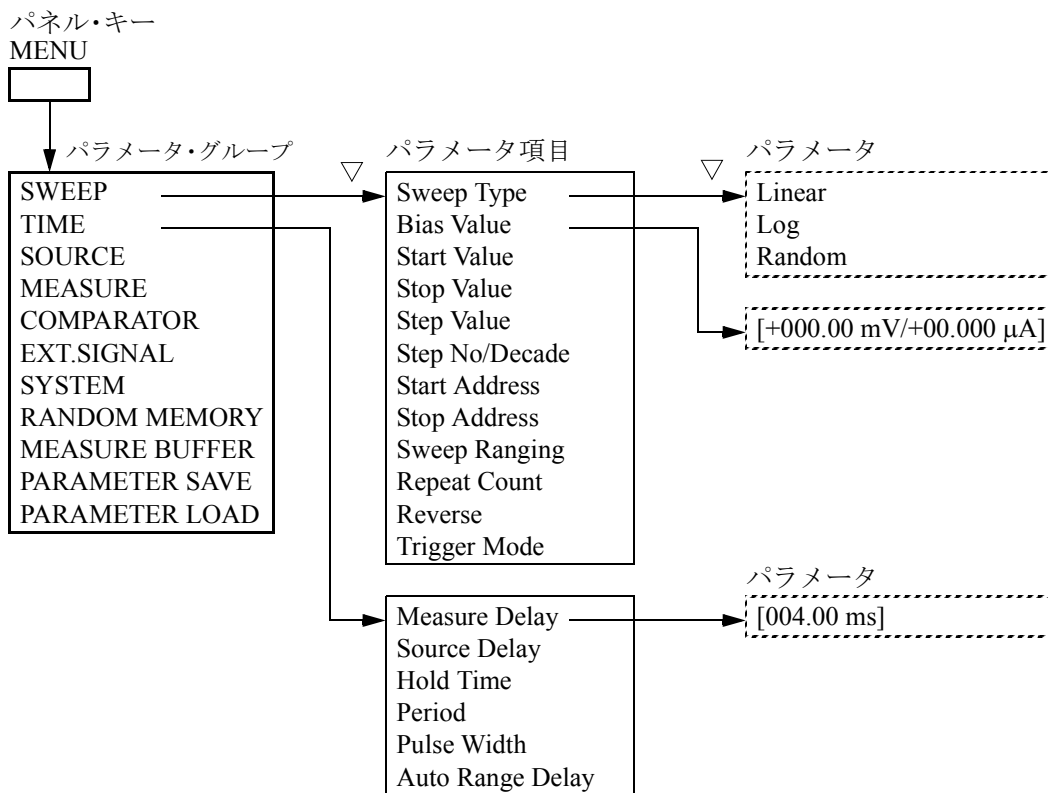 パネル・キー
MENU
パラメータ・グループ
▽
パラメータ項目
▽
パラメータ
SWEEP
TIME
SOURCE
MEASURE
COMPARATOR
EXT.SIGNAL
SYSTEM
RANDOM MEMORY
MEASURE BUFFER
PARAMETER SAVE
PARAMETER LOAD
Sweep Type
Bias Value
Start Value
Stop Value
Step Value
Step No/Decade
Start Address
Stop Address
Sweep Ranging
Repeat Count
Reverse
Trigger Mode
Linear
Log
Random
[+000.00 mV/+00.000 μA]
Measure Delay
Source Delay
Hold Time
Period
Pulse Width
Auto Range Delay
パラメータ
[004.00 ms]